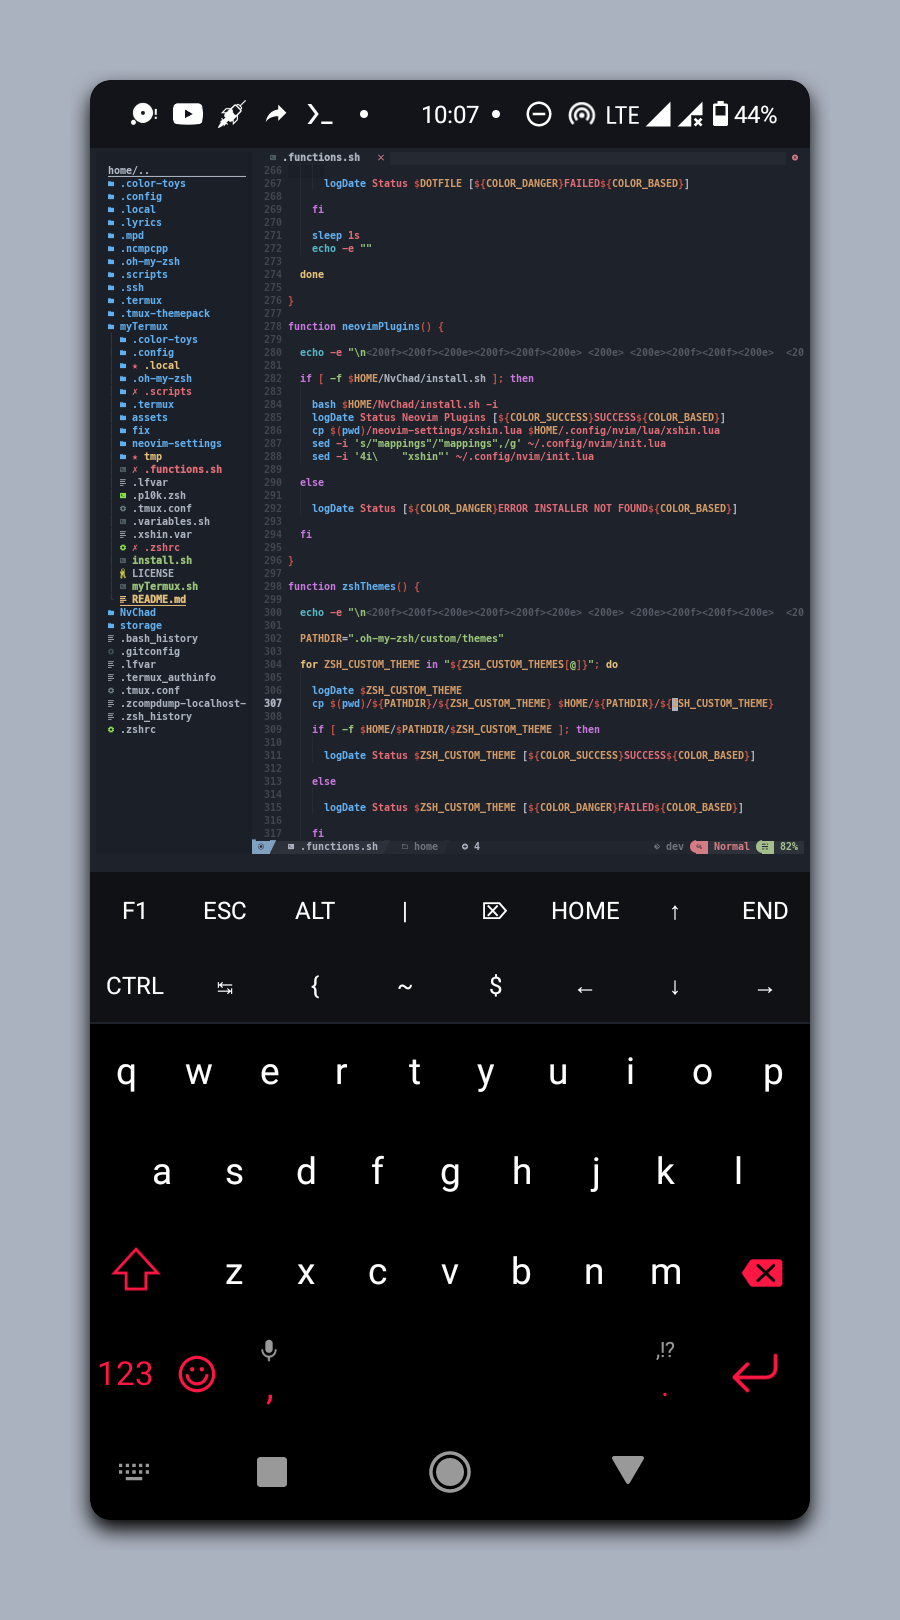 10:07 LTE 44%
.functions.sh
home/..
.color-toys
.config
.local
.lyrics
.mpd
.ncmpcpp
.oh-my-zsh
.scripts
.ssh
.termux
.tmux-themepack
myTermux
.color-toys
.config
.local
.oh-my-zsh
.scripts
.termux
assets
fix
neovim-settings
tmp
.functions.sh
.lfvar
.p10k.zsh
.tmux.conf
.variables.sh
.xshin.var
.zshrc
install.sh
LICENSE
myTermux.sh
README.md
NvChad
storage
.bash_history
.gitconfig
.lfvar
.termux_authinfo
.tmux.conf
.zcompdump-localhost-
.zsh_history
.zshrc
266
267 logDate Status $DOTFILE [${COLOR_DANGER}FAILED${COLOR_BASED}]
268
269 fi
270
271 sleep 1s
272 echo -e ""
273
274 done
275
276 }
277
278 function neovimPlugins() {
279
280 echo -e "\n<200f><200f><200e><200f><200f><200e> <200e> <200e><200f><200f><200e>  <20
281
282 if [ -f $HOME/NvChad/install.sh ]; then
283
284 bash $HOME/NvChad/install.sh -i
285 logDate Status Neovim Plugins [${COLOR_SUCCESS}SUCCESS${COLOR_BASED}]
286 cp $(pwd)/neovim-settings/xshin.lua $HOME/.config/nvim/lua/xshin.lua
287 sed -i 's/"mappings"/"mappings",/g' ~/.config/nvim/init.lua
288 sed -i '4i\    "xshin"' ~/.config/nvim/init.lua
289
290 else
291
292 logDate Status [${COLOR_DANGER}ERROR INSTALLER NOT FOUND${COLOR_BASED}]
293
294 fi
295
296 }
297
298 function zshThemes() {
299
300 echo -e "\n<200f><200f><200e><200f><200f><200e> <200e> <200e><200f><200f><200e>  <20
301
302 PATHDIR=".oh-my-zsh/custom/themes"
303
304 for ZSH_CUSTOM_THEME in "${ZSH_CUSTOM_THEMES[@]}"; do
305
306 logDate $ZSH_CUSTOM_THEME
307 cp $(pwd)/${PATHDIR}/${ZSH_CUSTOM_THEME} $HOME/${PATHDIR}/${ZSH_CUSTOM_THEME}
308
309 if [ -f $HOME/$PATHDIR/$ZSH_CUSTOM_THEME ]; then
310
311 logDate Status $ZSH_CUSTOM_THEME [${COLOR_SUCCESS}SUCCESS${COLOR_BASED}]
312
313 else
314
315 logDate Status $ZSH_CUSTOM_THEME [${COLOR_DANGER}FAILED${COLOR_BASED}]
316
317 fi
.functions.sh home 4 dev Normal 82%
F1 ESC ALT | ⌦ HOME ↑ END
CTRL ↹ { ~ $ ← ↓ →
q w e r t y u i o p
a s d f g h j k l
z x c v b n m
,!?
123 , .